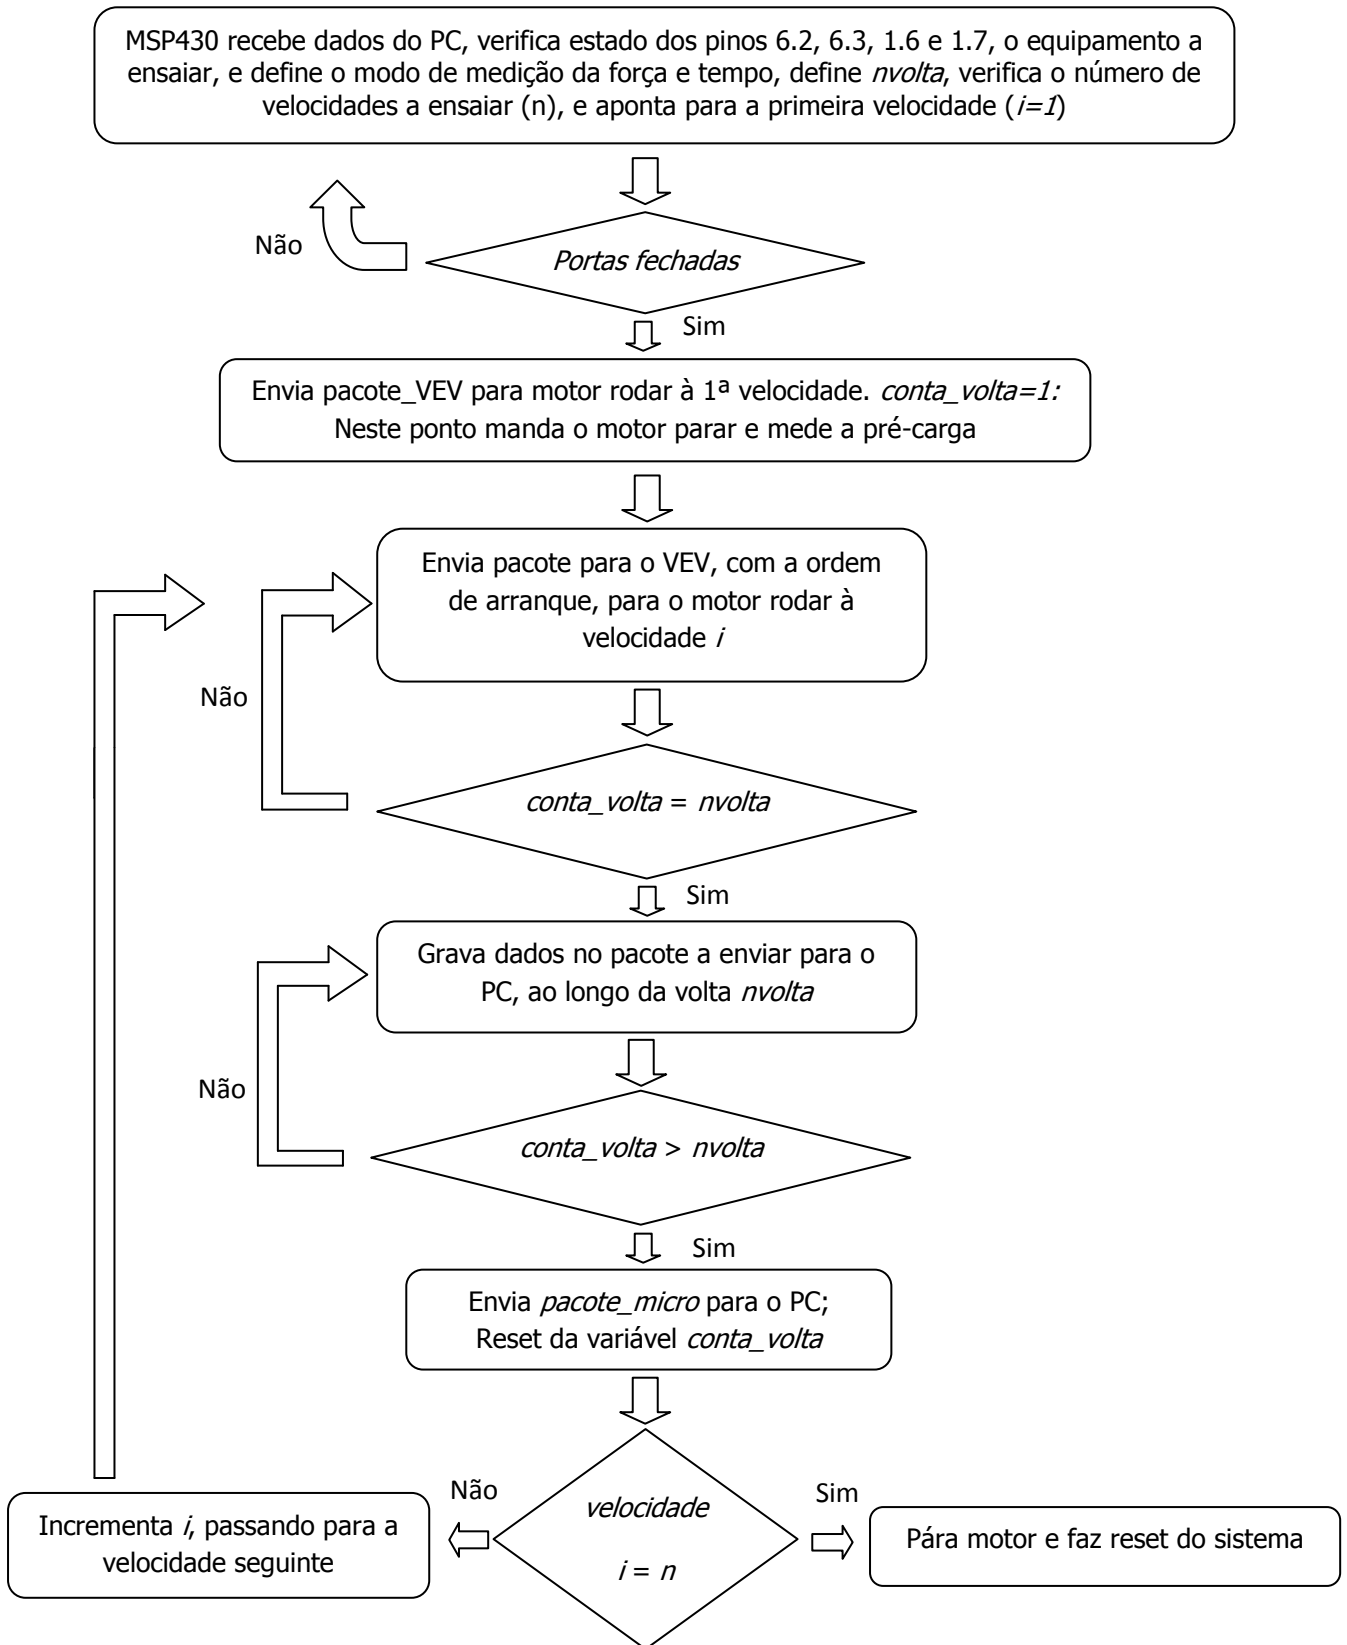 MSP430 recebe dados do PC, verifica estado dos pinos 6.2, 6.3, 1.6 e 1.7, o equipamento a
ensaiar, e define o modo de medição da força e tempo, define nvolta, verifica o número de
velocidades a ensaiar (n), e aponta para a primeira velocidade (i=1)
Não
Portas fechadas
Sim
Envia pacote_VEV para motor rodar à 1ª velocidade. conta_volta=1:
Neste ponto manda o motor parar e mede a pré-carga
Envia pacote para o VEV, com a ordem
de arranque, para o motor rodar à
velocidade i
Não
conta_volta = nvolta
Sim
Grava dados no pacote a enviar para o
PC, ao longo da volta nvolta
Não
conta_volta > nvolta
Sim
Envia pacote_micro para o PC;
Reset da variável conta_volta
Não
velocidade
i = n
Sim
Incrementa i, passando para a
velocidade seguinte
Pára motor e faz reset do sistema